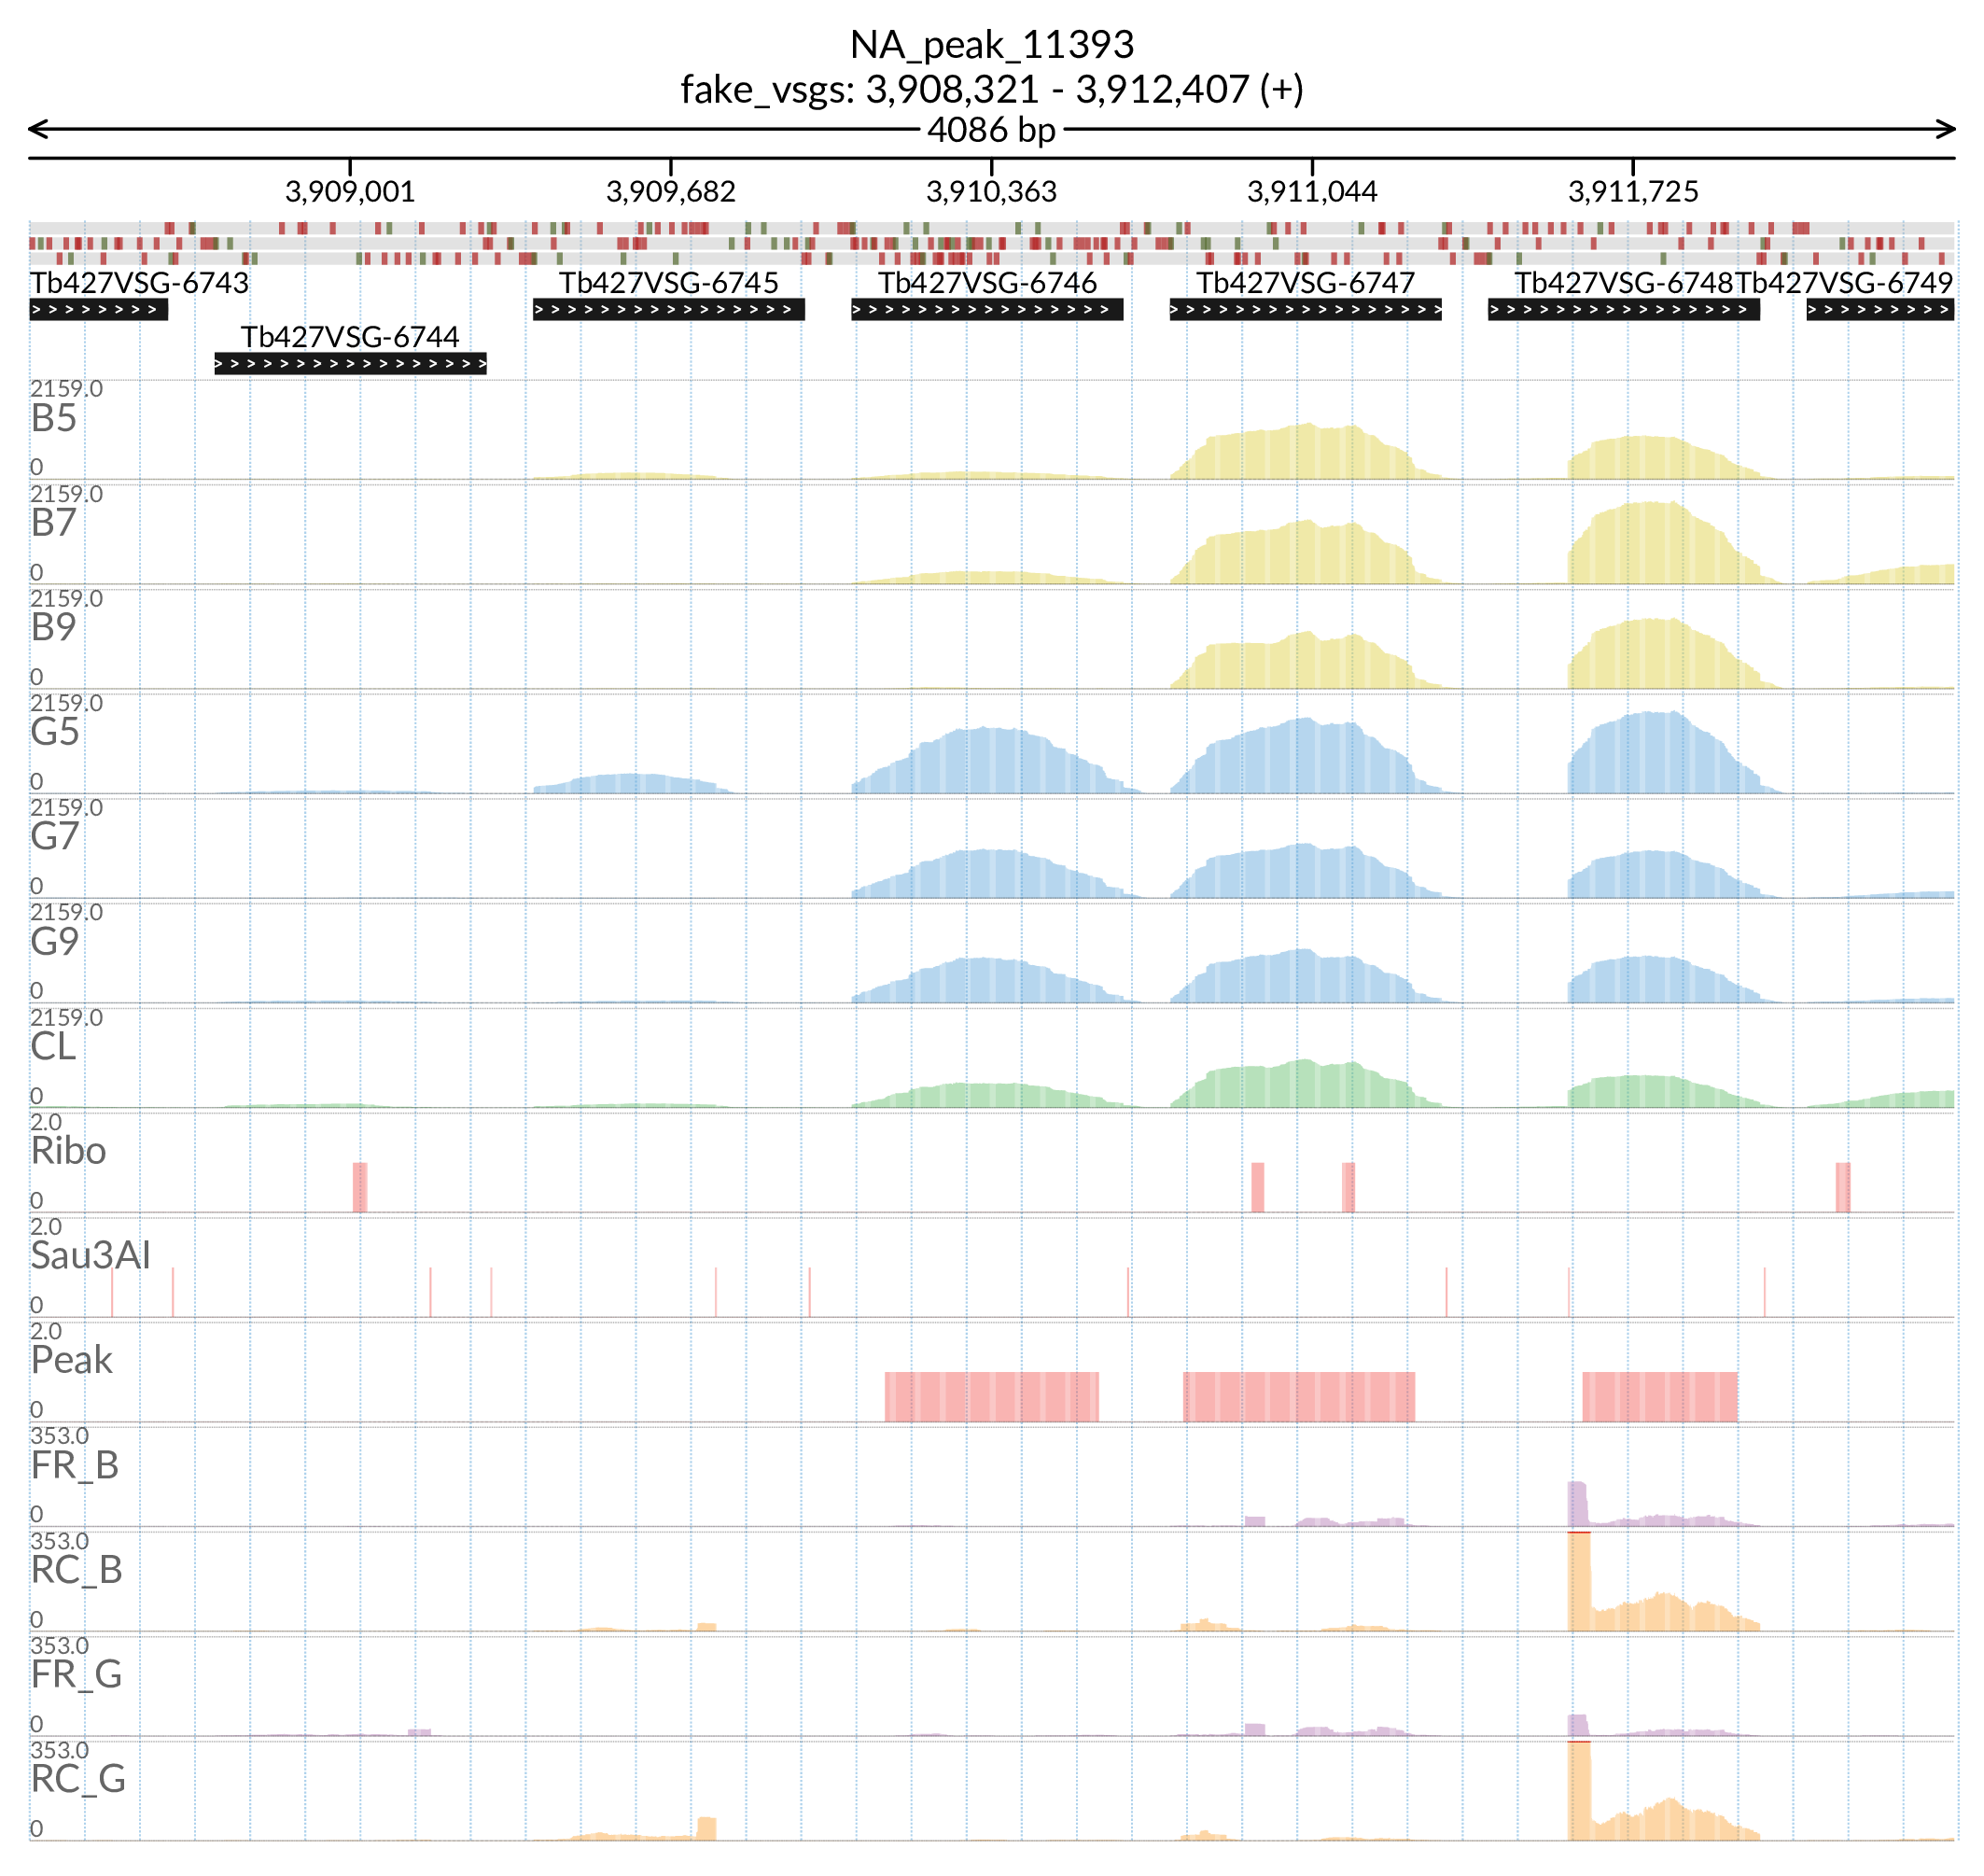 NA_peak_11393
fake_vsgs: 3,908,321 - 3,912,407 (+)
4086 bp
3,909,001 3,909,682 3,910,363 3,911,044 3,911,725
Tb427VSG-6743 Tb427VSG-6745 Tb427VSG-6746 Tb427VSG-6747 Tb427VSG-6748 Tb427VSG-6749
Tb427VSG-6744
2159.0
B5
0
2159.0
B7
0
2159.0
B9
0
2159.0
G5
0
2159.0
G7
0
2159.0
G9
0
2159.0
CL
0
2.0
Ribo
0
2.0
Sau3AI
0
2.0
Peak
0
353.0
FR_B
0
353.0
RC_B
0
353.0
FR_G
0
353.0
RC_G
0